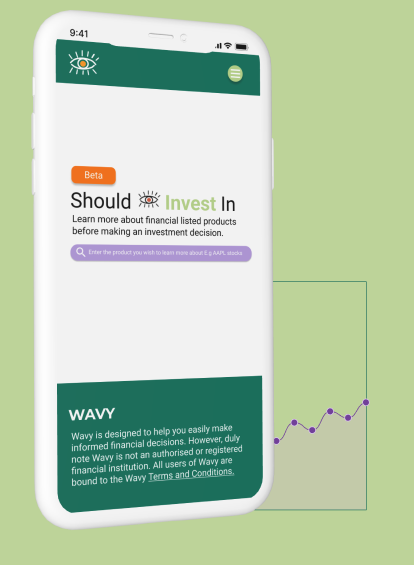 9:41
Beta
Should Invest In
Learn more about financial listed products
before making an investment decision.
Enter the product you wish to learn more about E.g AAPL stocks
WAVY
Wavy is designed to help you easily make
informed financial decisions. However, duly
note Wavy is not an authorised or registered
financial institution. All users of Wavy are
bound to the Wavy Terms and Conditions.